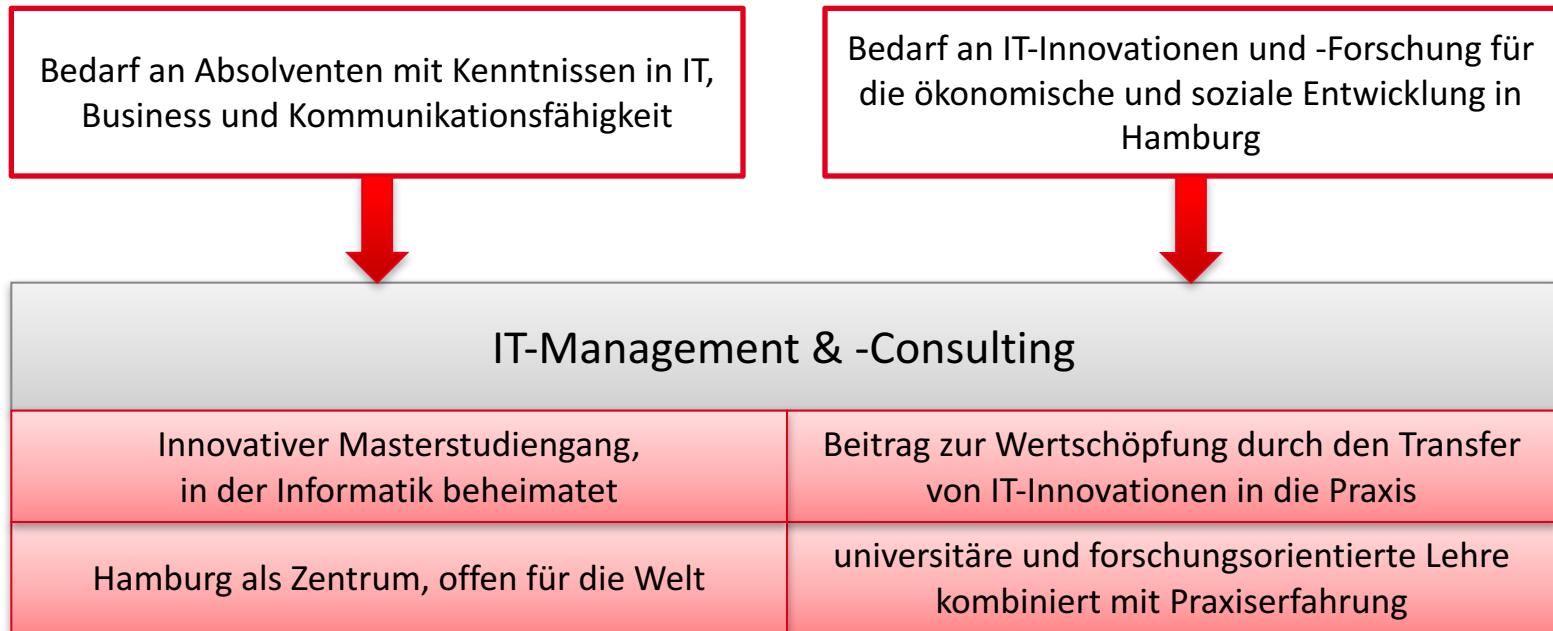 Bedarf an Absolventen mit Kenntnissen in IT,
Business und Kommunikationsfähigkeit
Bedarf an IT-Innovationen und -Forschung für
die ökonomische und soziale Entwicklung in
Hamburg
IT-Management & -Consulting
Innovativer Masterstudiengang,
in der Informatik beheimatet
Beitrag zur Wertschöpfung durch den Transfer
von IT-Innovationen in die Praxis
Hamburg als Zentrum, offen für die Welt
universitäre und forschungsorientierte Lehre
kombiniert mit Praxiserfahrung